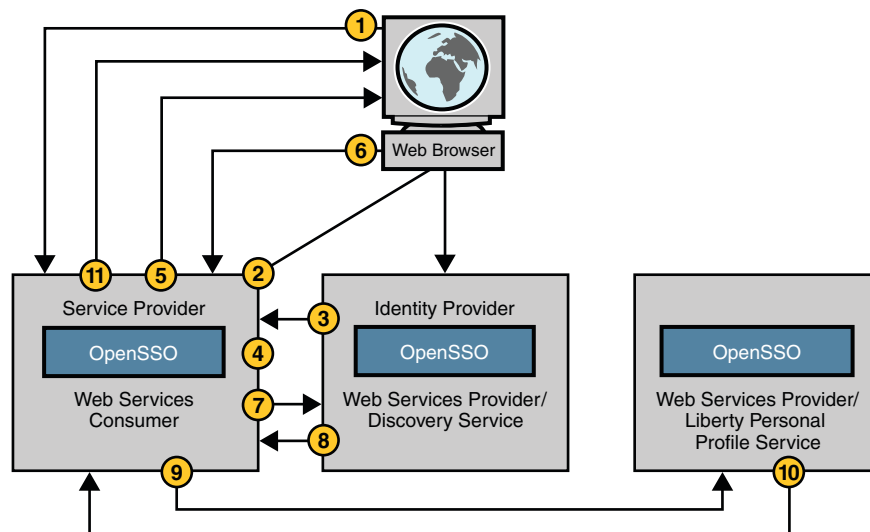 1
Web Browser
6
11
5
2
Service Provider
OpenSSO
Web Services
Consumer
3
4
7
8
9
Identity Provider
OpenSSO
Web Services Provider/
Discovery Service
OpenSSO
Web Services Provider/
Liberty Personal
Profile Service
10